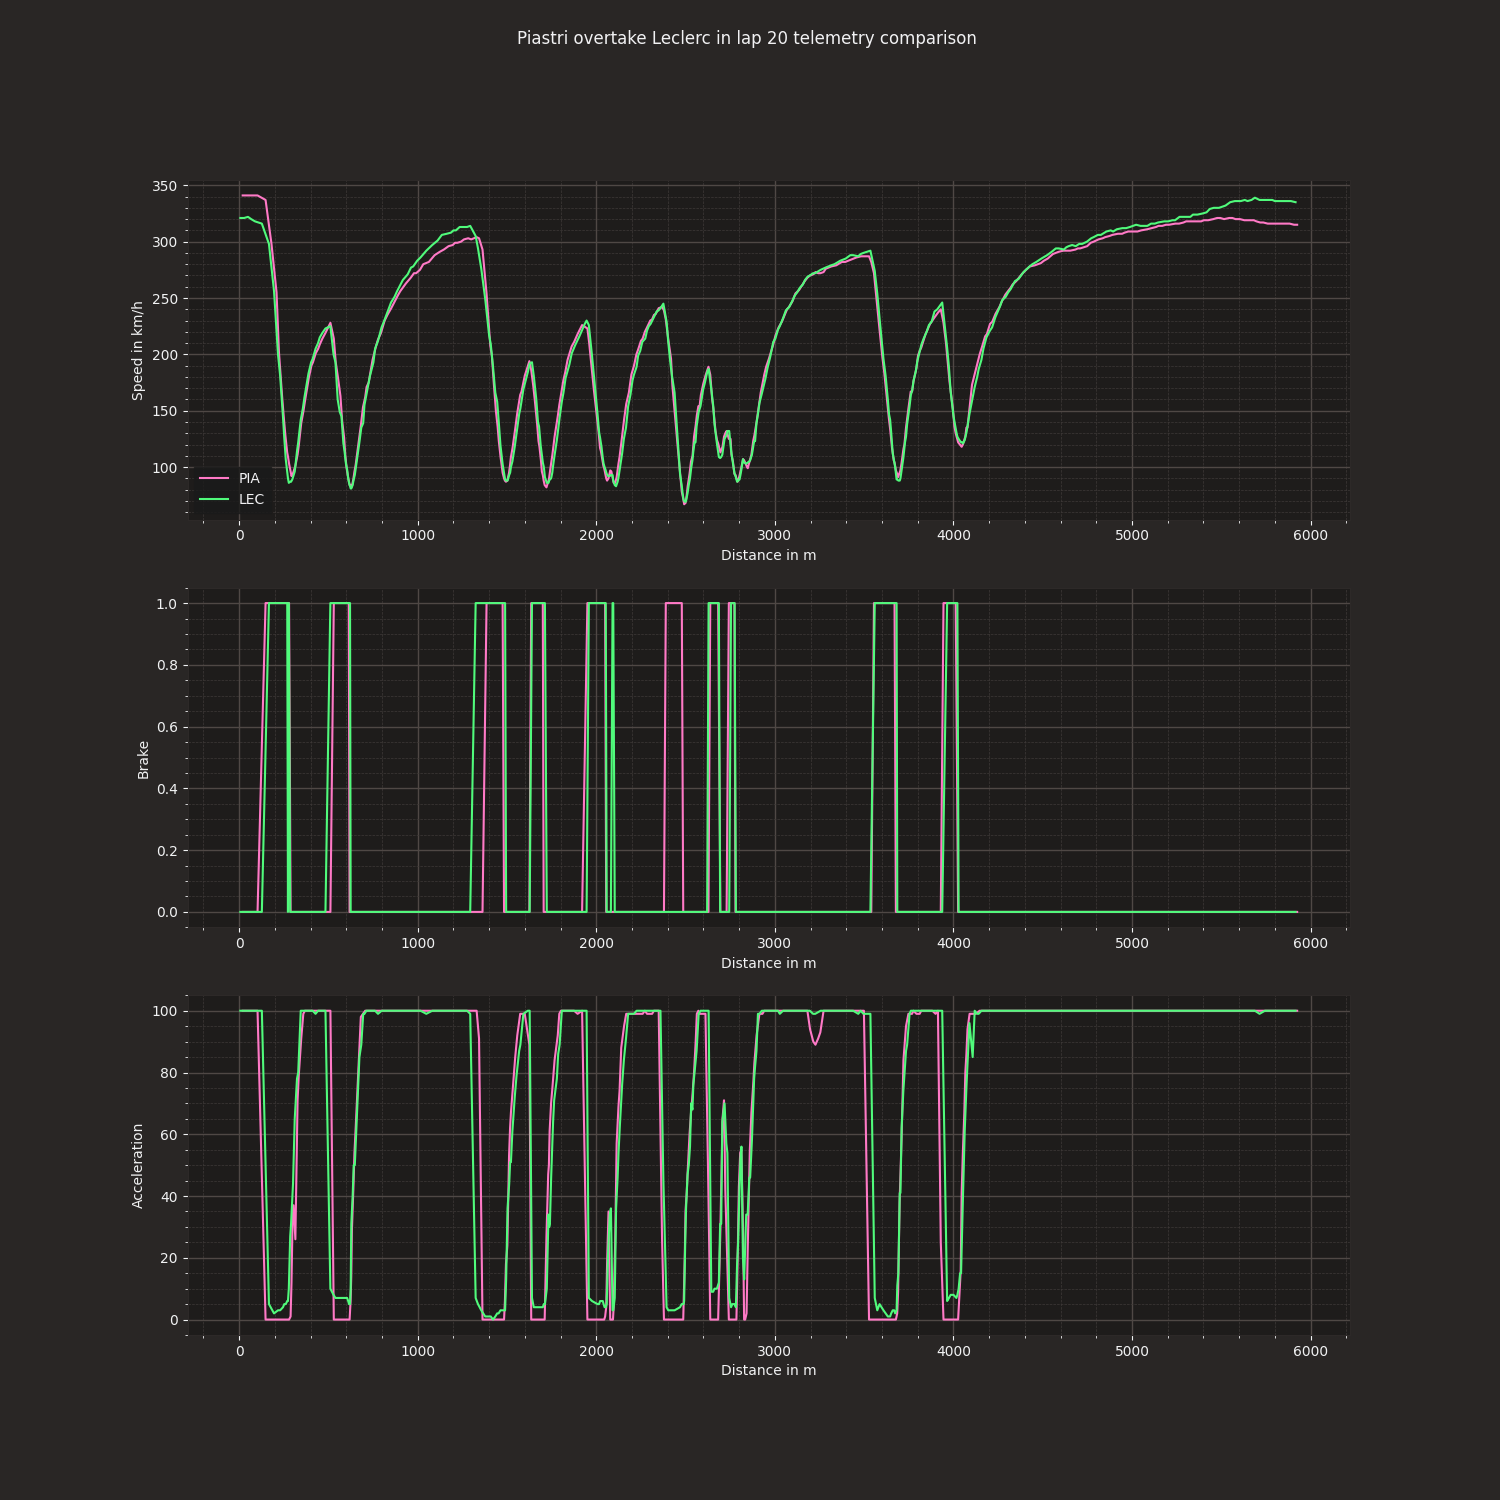 Piastri overtake Leclerc in lap 20 telemetry comparison
350
300
250
200
150
100
Speed in km/h
PIA
LEC
0 1000 2000 3000 4000 5000 6000
Distance in m
1.0
0.8
0.6
0.4
0.2
0.0
Brake
0 1000 2000 3000 4000 5000 6000
Distance in m
100
80
60
40
20
0
Acceleration
0 1000 2000 3000 4000 5000 6000
Distance in m